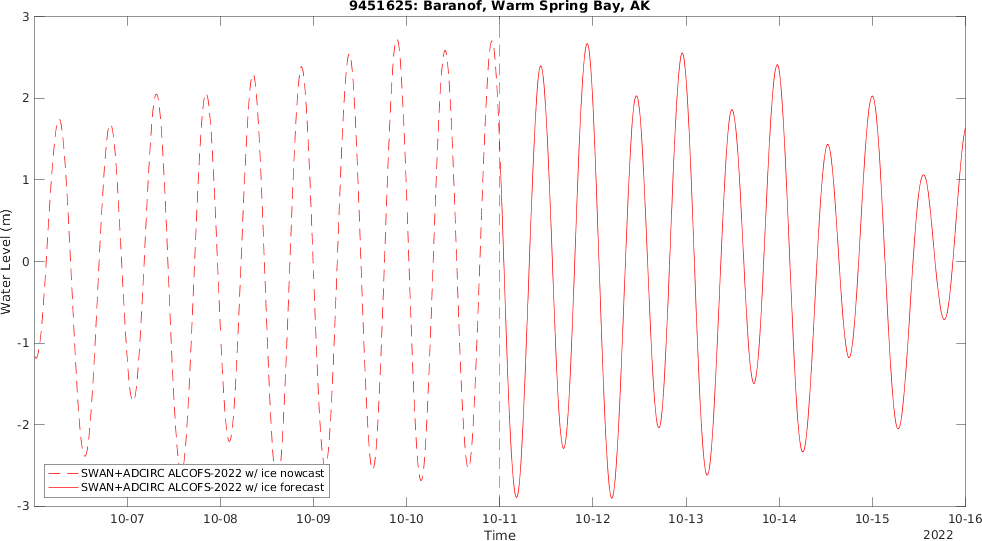 9451625: Baranof, Warm Spring Bay, AK
Water Level (m)
3
2
1
0
-1
-2
-3
SWAN+ADCIRC ALCOFS-2022 w/ ice nowcast
SWAN+ADCIRC ALCOFS-2022 w/ ice forecast
10-07 10-08 10-09 10-10 10-11 10-12 10-13 10-14 10-15 10-16
Time
2022